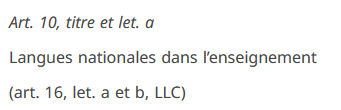 Art. 10, titre et let. a
Langues nationales dans l’enseignement
(art. 16, let. a et b, LLC)